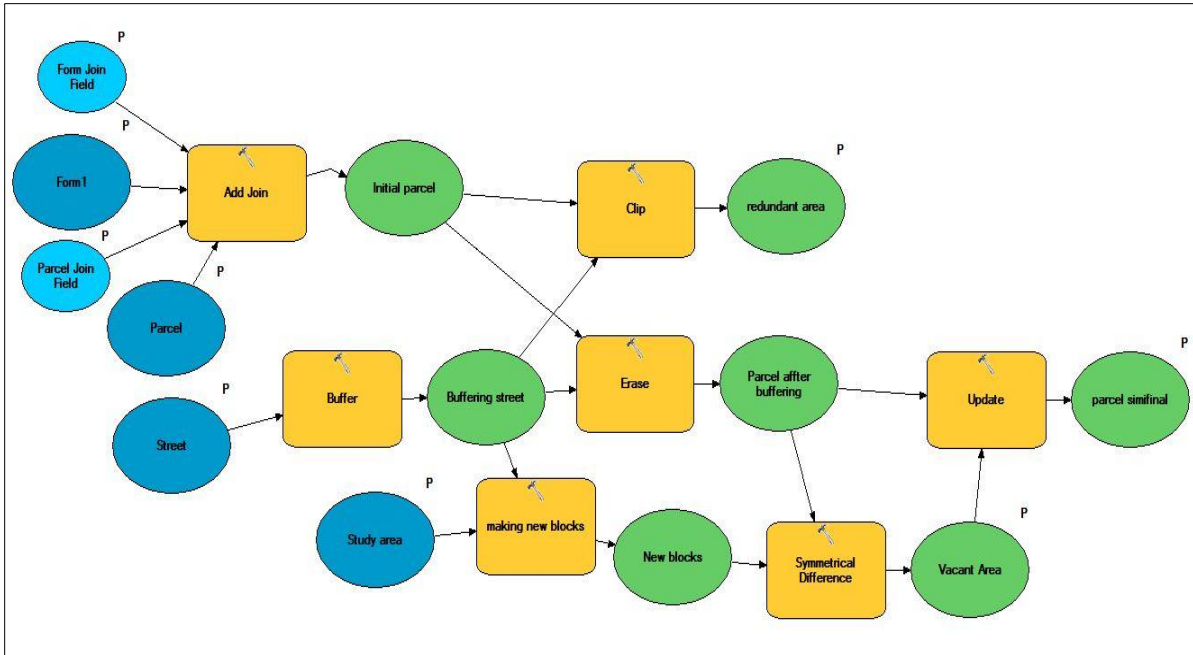 P
Form Join
Field
P
Form1
Add Join
Initial parcel
P
Clip
redundant area
P
Parcel Join
Field
P
Parcel
P
Street
Buffer
Buffering street
Erase
Parcel affter
buffering
Update
P
parcel simifinal
P
Study area
making new blocks
New blocks
Symmetrical
Difference
P
Vacant Area